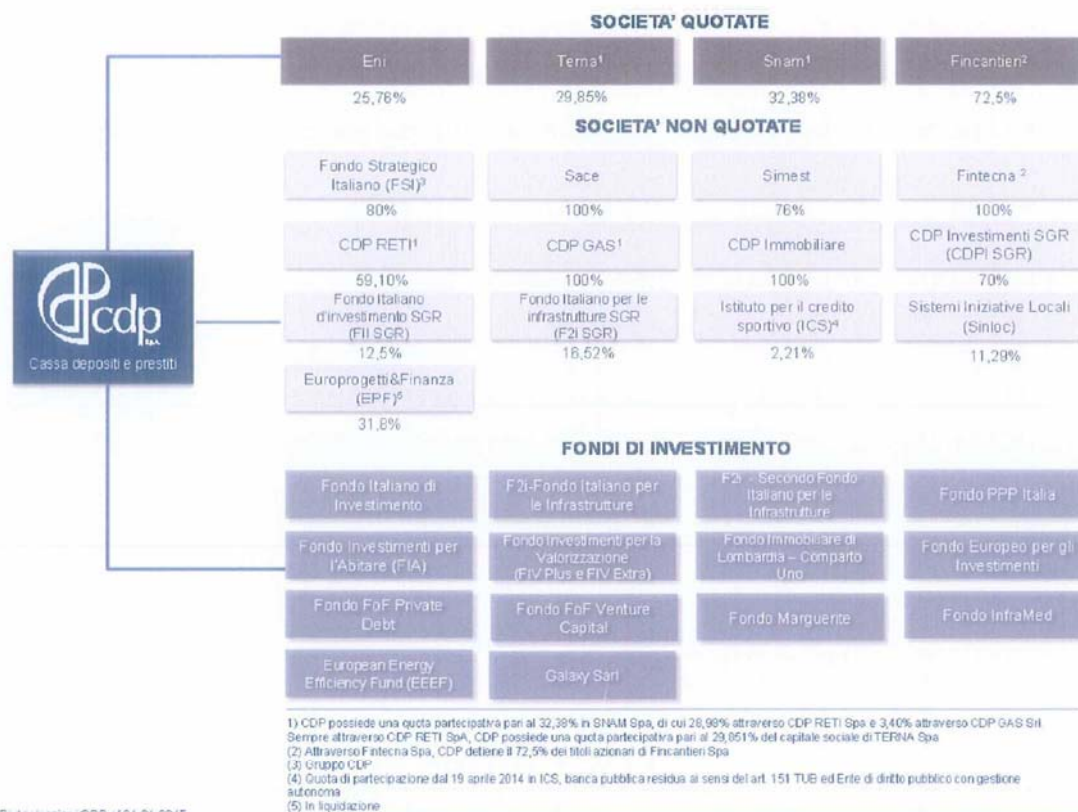 SOCIETA' QUOTATE
Eni
Terna¹
Snam¹
Fincantieri²
25,76%
29,85%
32,38%
72,5%
SOCIETA' NON QUOTATE
Fondo Strategico
Italiano (FSI)³
Sace
Simest
Fintecna ²
80%
100%
76%
100%
CDP RETI¹
CDP GAS¹
CDP Immobiliare
CDP Investimenti SGR
(CDPI SGR)
59,10%
100%
100%
70%
cdp
Cassa depositi e prestiti
Fondo Italiano
d'investimento SGR
(FII SGR)
Fondo Italiano per le
infrastrutture SGR
(F2i SGR)
Istituto per il credito
sportivo (ICS)⁴
Sistemi Iniziative Locali
(Sinloc)
12,5%
16,52%
2,21%
11,29%
Europrogetti&Finanza
(EPF)⁵
31,8%
FONDI DI INVESTIMENTO
Fondo Italiano di
Investimento
F2i-Fondo Italiano per
le Infrastrutture
F2i - Secondo Fondo
Italiano per le
Infrastrutture
Fondo PPP Italia
Fondo Investimenti per
l'Abitare (FIA)
Fondo Investimenti per la
Valorizzazione
(FIV Plus e FIV Extra)
Fondo Immobiliare di
Lombardia – Comparto
Uno
Fondo Europeo per gli
Investimenti
Fondo FoF Private
Debt
Fondo FoF Venture
Capital
Fondo Marguerite
Fondo InfraMed
European Energy
Efficiency Fund (EEEF)
Galaxy Sarl
1) CDP possiede una quota partecipativa pari al 32,38% in SNAM Spa, di cui 28,98% attraverso CDP RETI Spa e 3,40% attraverso CDP GAS Srl.
Sempre attraverso CDP RETI SpA, CDP possiede una quota partecipativa pari al 29,851% del capitale sociale di TERNA Spa
(2) Attraverso Fintecna Spa, CDP detiene il 72,5% dei titoli azionari di Fincantieri Spa
(3) Gruppo CDP
(4) Quota di partecipazione dal 19 aprile 2014 in ICS, banca pubblica residua ai sensi del art. 151 TUB ed Ente di diritto pubblico con gestione
autonoma
(5) In liquidazione